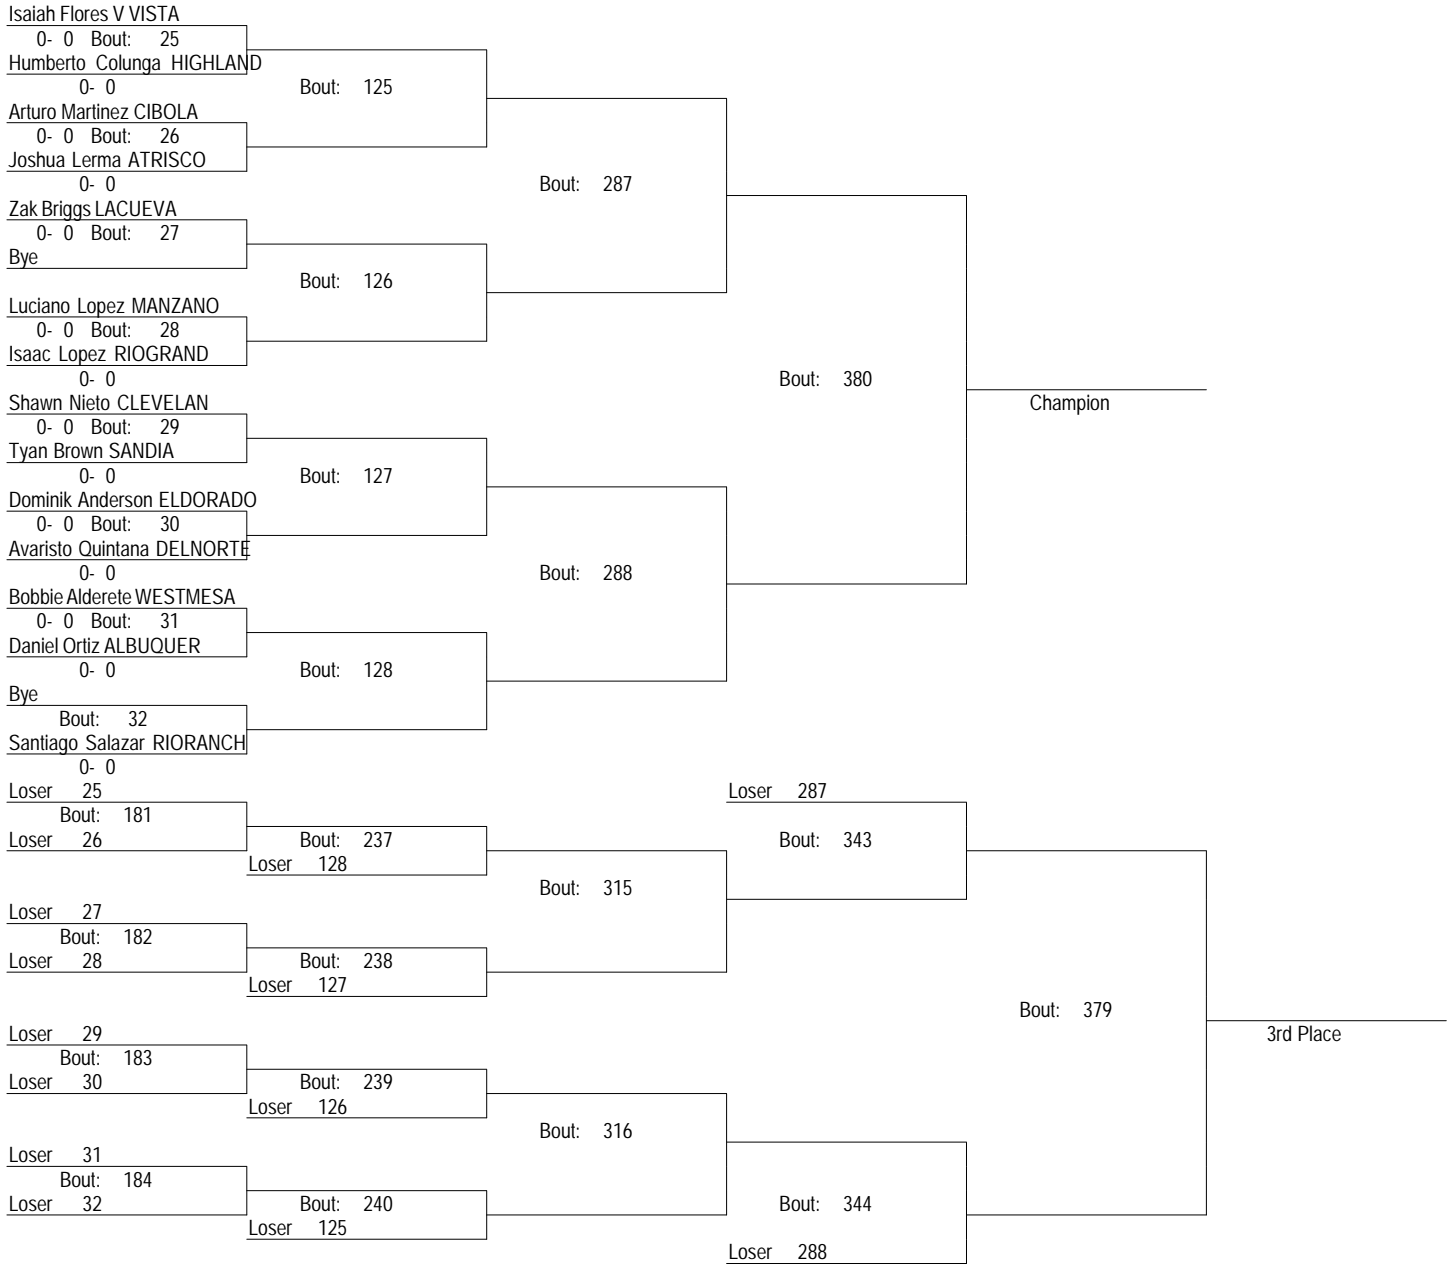 Isaiah Flores V VISTA
0- 0 Bout: 25
Humberto Colunga HIGHLAND
0- 0
Bout: 125
Arturo Martinez CIBOLA
0- 0 Bout: 26
Joshua Lerma ATRISCO
0- 0
Bout: 287
Zak Briggs LACUEVA
0- 0 Bout: 27
Bye
Bout: 126
Luciano Lopez MANZANO
0- 0 Bout: 28
Isaac Lopez RIOGRAND
0- 0
Bout: 380
Shawn Nieto CLEVELAN
Champion
0- 0 Bout: 29
Tyan Brown SANDIA
0- 0
Bout: 127
Dominik Anderson ELDORADO
0- 0 Bout: 30
Avaristo Quintana DELNORTE
0- 0
Bout: 288
Bobbie Alderete WESTMESA
0- 0 Bout: 31
Daniel Ortiz ALBUQUER
0- 0
Bout: 128
Bye
Bout: 32
Santiago Salazar RIORANCH
0- 0
Loser 25
Loser 287
Bout: 181
Loser 26
Bout: 237
Bout: 343
Loser 128
Bout: 315
Loser 27
Bout: 182
Loser 28
Bout: 238
Loser 127
Bout: 379
Loser 29
3rd Place
Bout: 183
Loser 30
Bout: 239
Loser 126
Bout: 316
Loser 31
Bout: 184
Loser 32
Bout: 240
Bout: 344
Loser 125
Loser 288